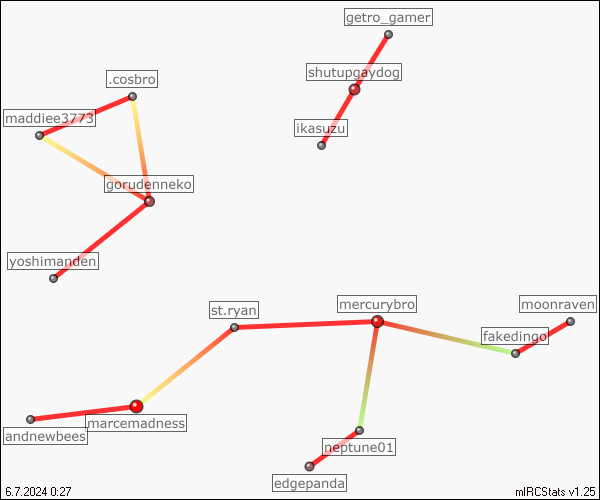 getro_gamer
shutupgaydog
.cosbro
maddiee3773
ikasuzu
gorudenneko
yoshimanden
st.ryan
mercurybro
moonraven
fakedingo
marcemadness
andnewbees
neptune01
edgepanda
6.7.2024 0:27
mIRCStats v1.25